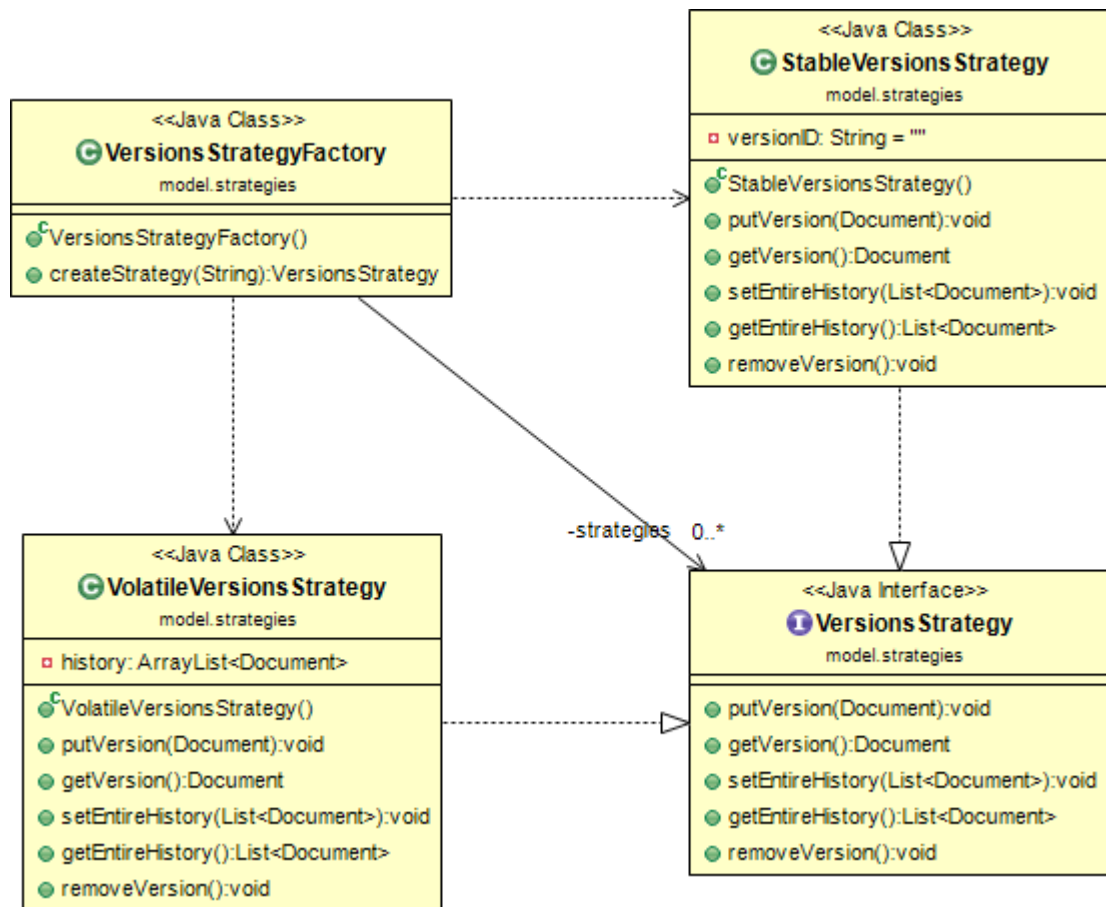 <<Java Class>>
VersionsStrategyFactory
model.strategies
VersionsStrategyFactory()
createStrategy(String):VersionsStrategy
<<Java Class>>
StableVersionsStrategy
model.strategies
versionID: String = ""
StableVersionsStrategy()
putVersion(Document):void
getVersion():Document
setEntireHistory(List<Document>):void
getEntireHistory():List<Document>
removeVersion():void
-strategies 0..*
<<Java Class>>
VolatileVersionsStrategy
model.strategies
history: ArrayList<Document>
VolatileVersionsStrategy()
putVersion(Document):void
getVersion():Document
setEntireHistory(List<Document>):void
getEntireHistory():List<Document>
removeVersion():void
<<Java Interface>>
VersionsStrategy
model.strategies
putVersion(Document):void
getVersion():Document
setEntireHistory(List<Document>):void
getEntireHistory():List<Document>
removeVersion():void